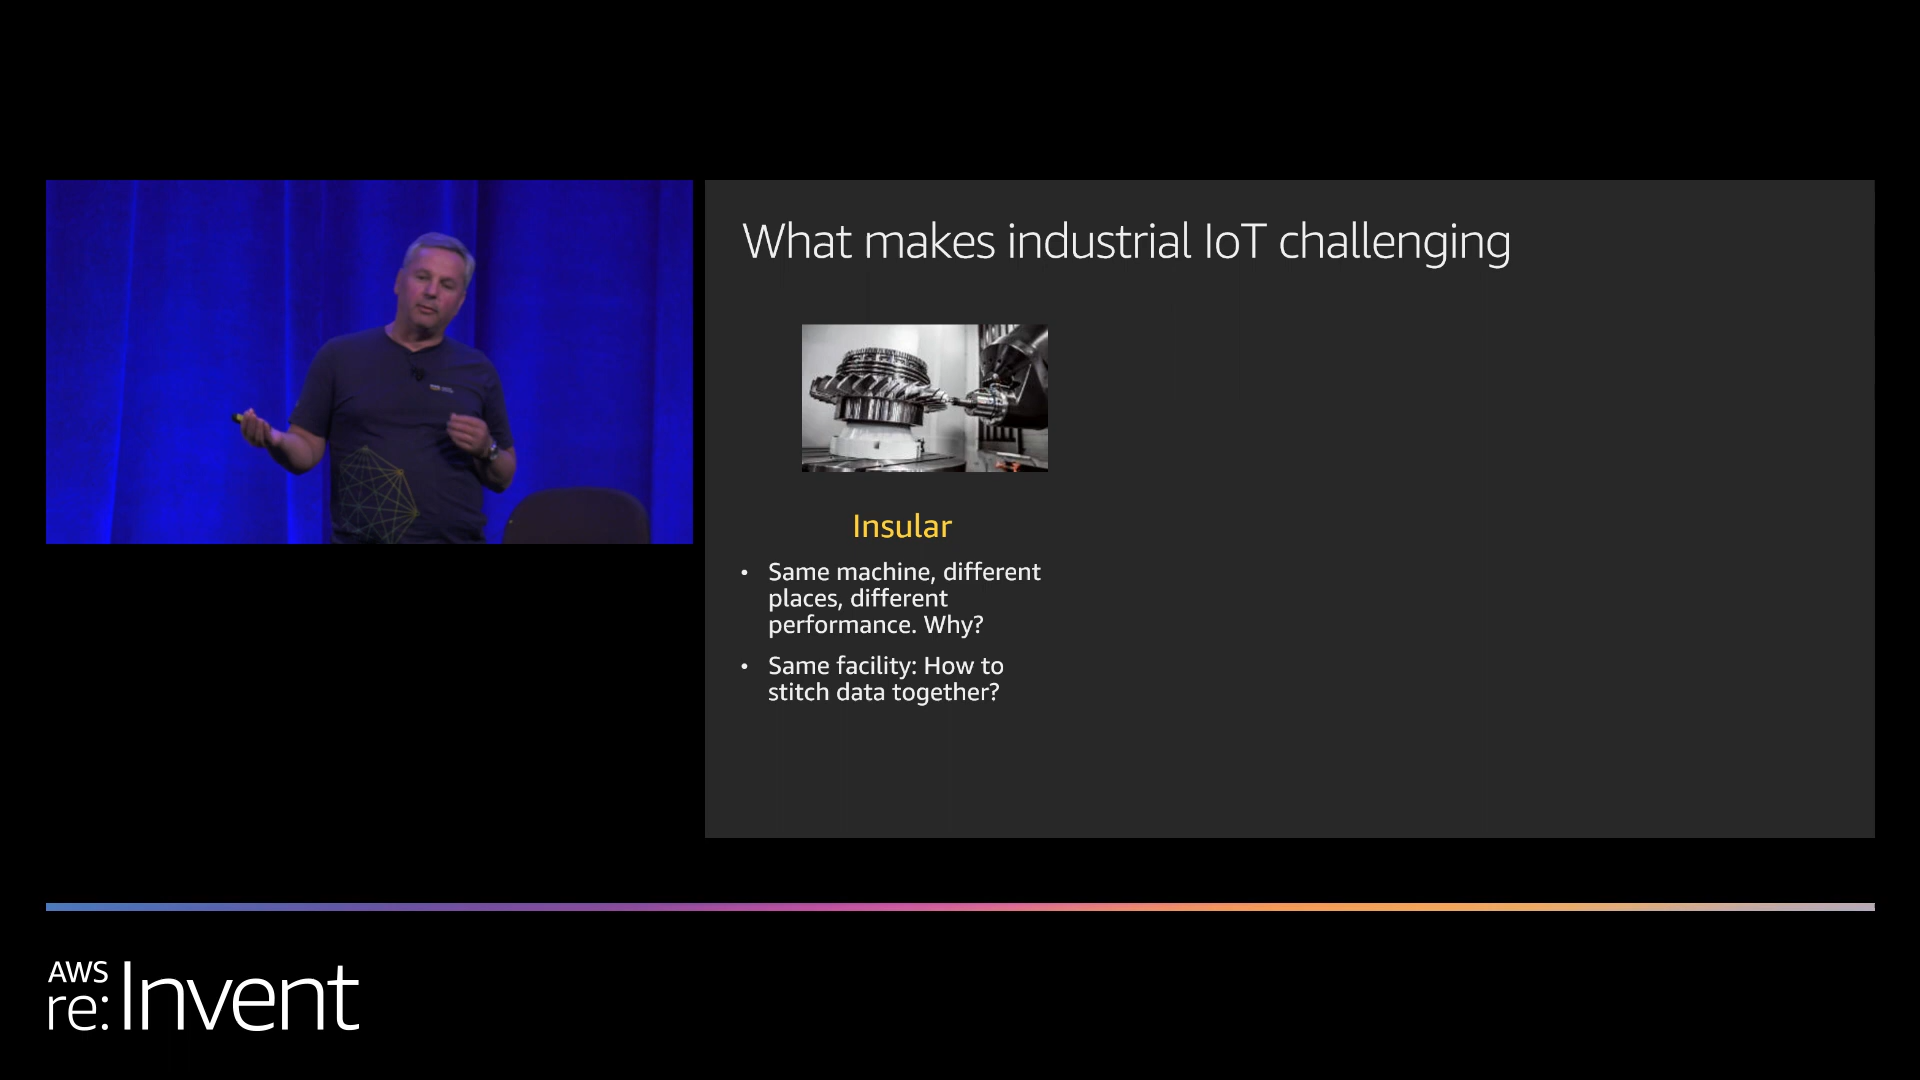 What makes industrial IoT challenging
Insular
• Same machine, different
places, different
performance. Why?
• Same facility: How to
stitch data together?
AWS
re:Invent